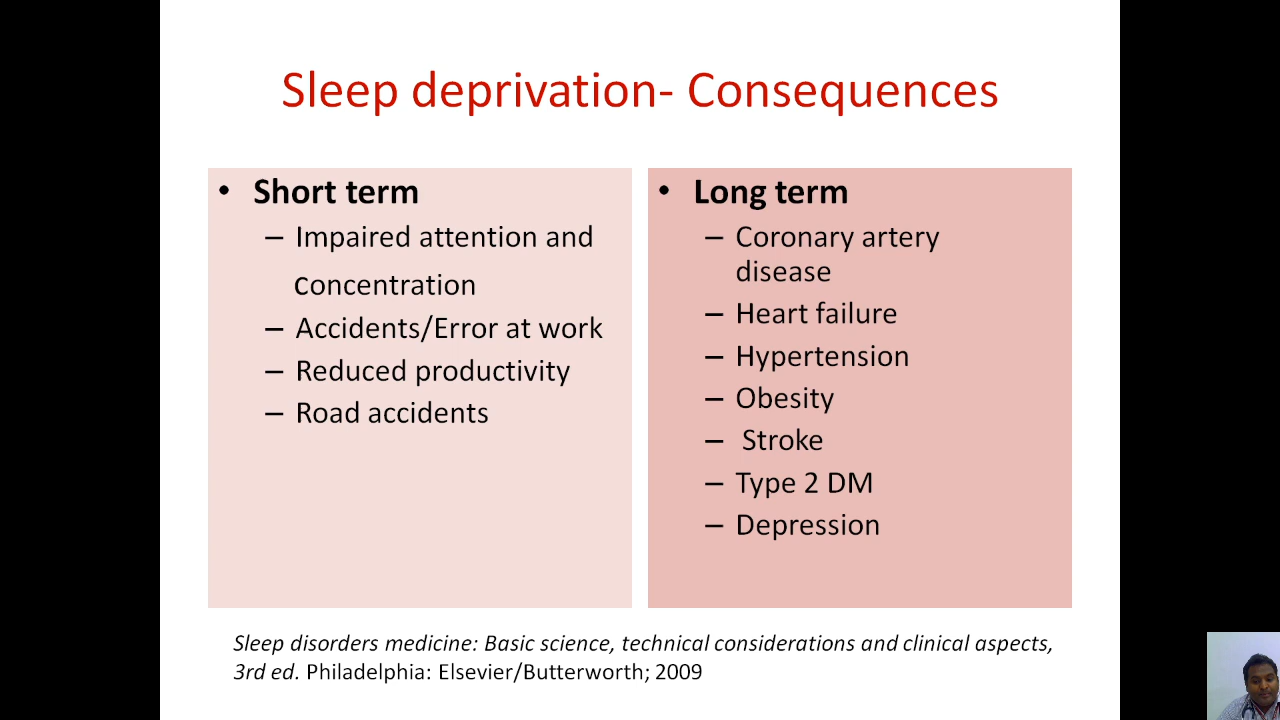 Sleep deprivation- Consequences
• Short term
– Impaired attention and
concentration
– Accidents/Error at work
– Reduced productivity
– Road accidents
• Long term
– Coronary artery
disease
– Heart failure
– Hypertension
– Obesity
– Stroke
– Type 2 DM
– Depression
Sleep disorders medicine: Basic science, technical considerations and clinical aspects,
3rd ed. Philadelphia: Elsevier/Butterworth; 2009